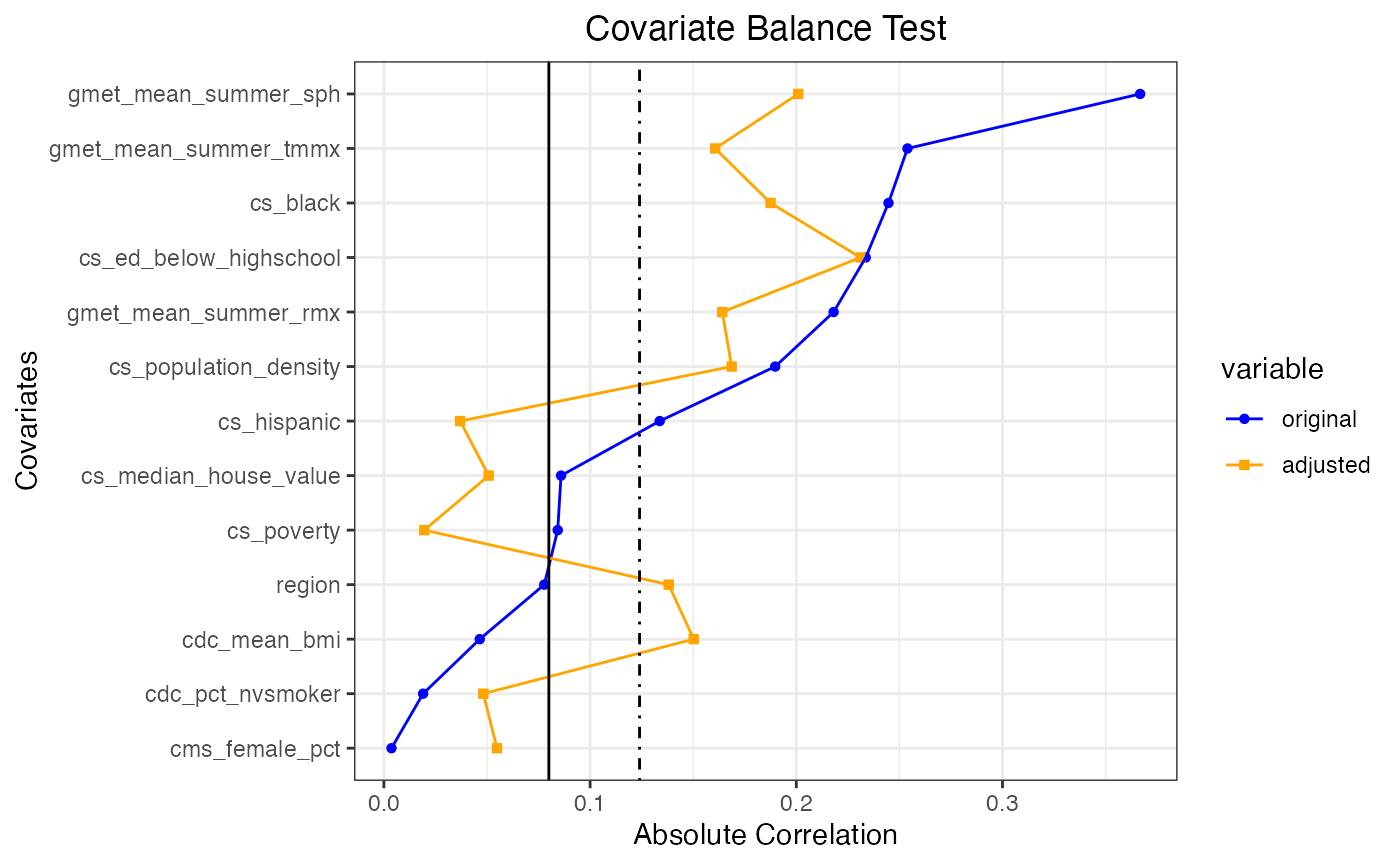 Covariate Balance Test
Covariates
gmet_mean_summer_sph
gmet_mean_summer_tmmx
cs_black
cs_ed_below_highschool
gmet_mean_summer_rmx
cs_population_density
cs_hispanic
cs_median_house_value
cs_poverty
region
cdc_mean_bmi
cdc_pct_nvsmoker
cms_female_pct
0.0 0.1 0.2 0.3
Absolute Correlation
variable
original
adjusted